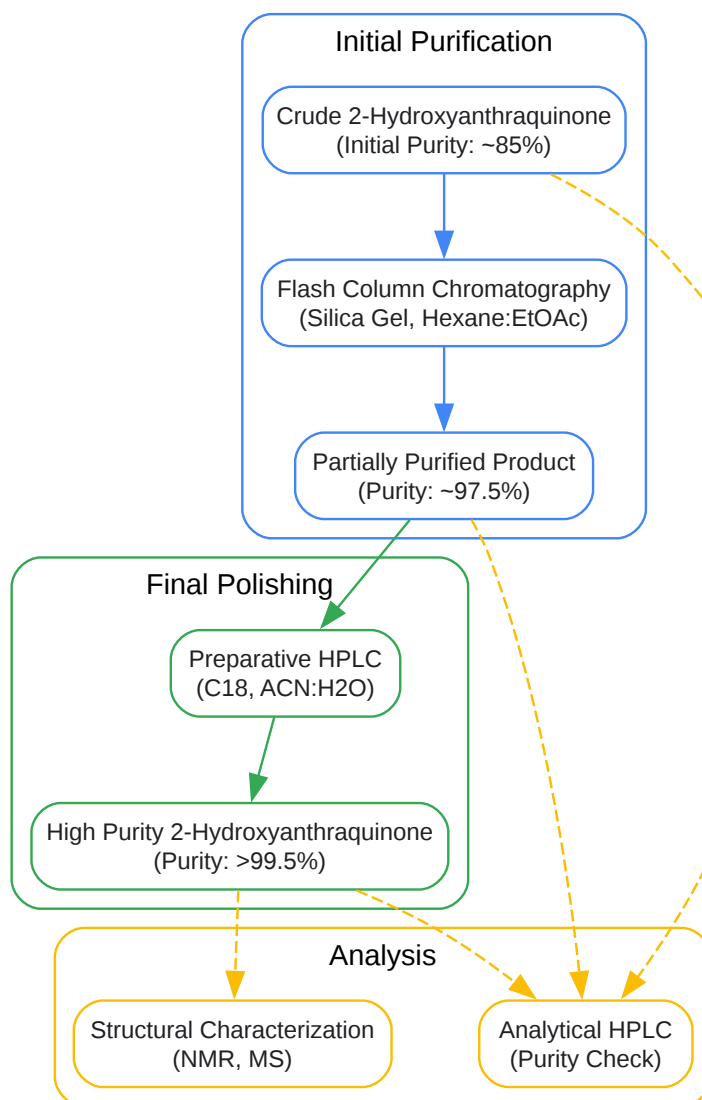 Initial Purification
Crude 2-Hydroxyanthraquinone
(Initial Purity: ~85%)
Flash Column Chromatography
(Silica Gel, Hexane:EtOAc)
Partially Purified Product
(Purity: ~97.5%)
Final Polishing
Preparative HPLC
(C18, ACN:H2O)
High Purity 2-Hydroxyanthraquinone
(Purity: >99.5%)
Analysis
Structural Characterization
(NMR, MS)
Analytical HPLC
(Purity Check)